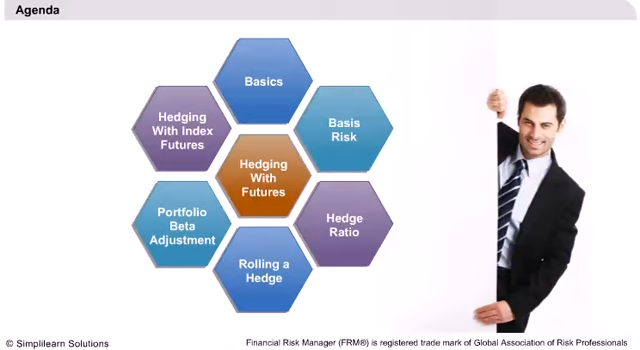 Agenda
Basics
Basis
Risk
Hedge
Ratio
Rolling a
Hedge
Portfolio
Beta
Adjustment
Hedging
With Index
Futures
Hedging
With
Futures
© Simplilearn Solutions
Financial Risk Manager (FRM®) is registered trade mark of Global Association of Risk Professionals